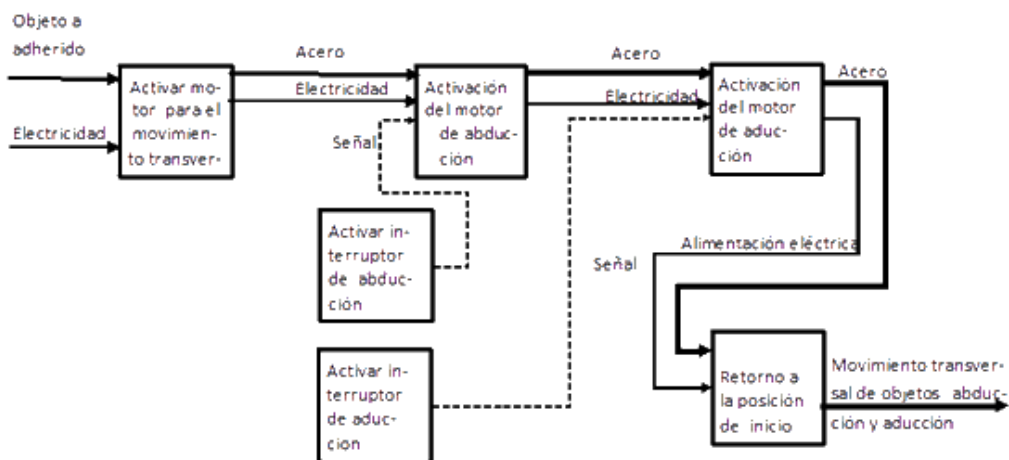 Objeto a
adherido
Electricidad
Activar mo-
tor para el
movimien-
to transver-
Acero
Electricidad
Señal
Activación
del motor
de abduc-
ción
Acero
Electricidad
Activación
del motor
de aduc-
ción
Acero
Activar in-
terruptor
de abduc-
ción
Señal
Alimentación eléctrica
Activar in-
terruptor
de aduc-
cion
Retorno a
la posición
de inicio
Movimiento transver-
sal de objetos abduc-
ción y aducción